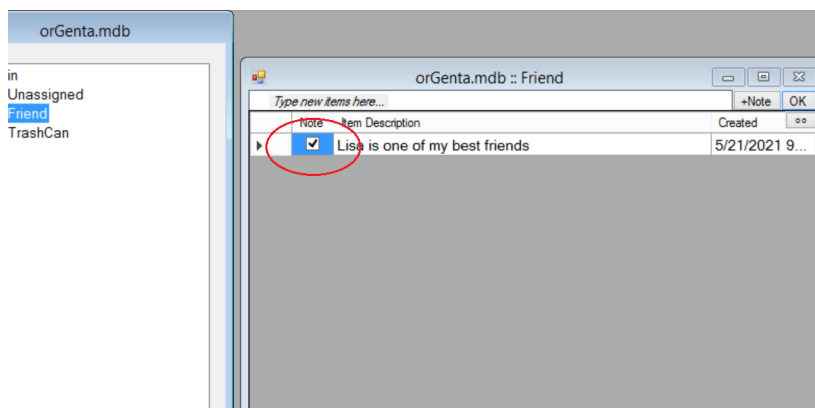 orGenta.mdb
in
Unassigned
Friend
TrashCan
orGenta.mdb :: Friend
Type new items here...
+Note OK
Note Item Description Created
Lisa is one of my best friends 5/21/2021 9...